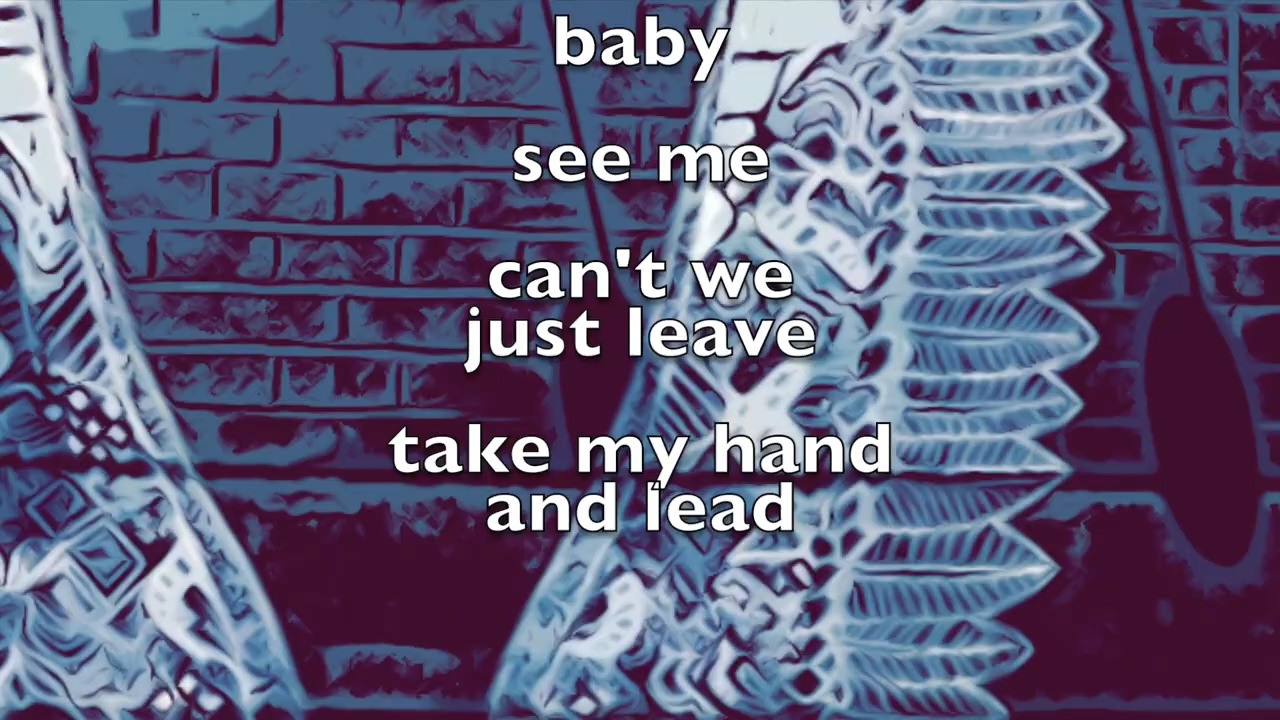 baby
see me
can't we
just leave
take my hand
and lead